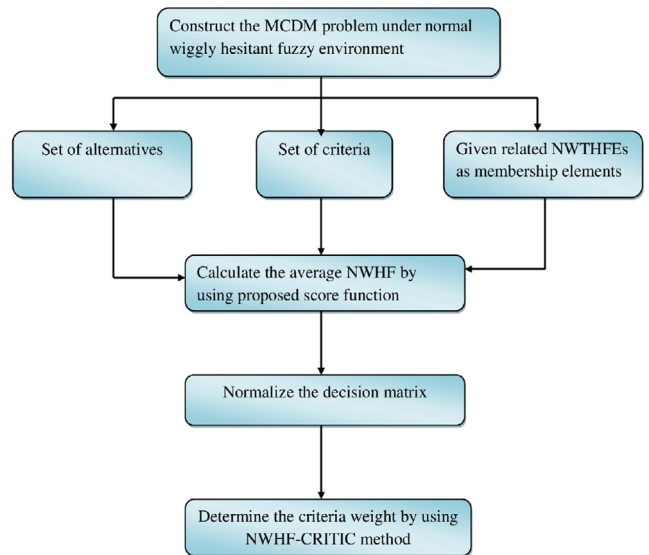 Construct the MCDM problem under normal
wiggly hesitant fuzzy environment
Set of alternatives
Set of criteria
Given related NWTHFEs
as membership elements
Calculate the average NWHF by
using proposed score function
Normalize the decision matrix
Determine the criteria weight by using
NWHF-CRITIC method